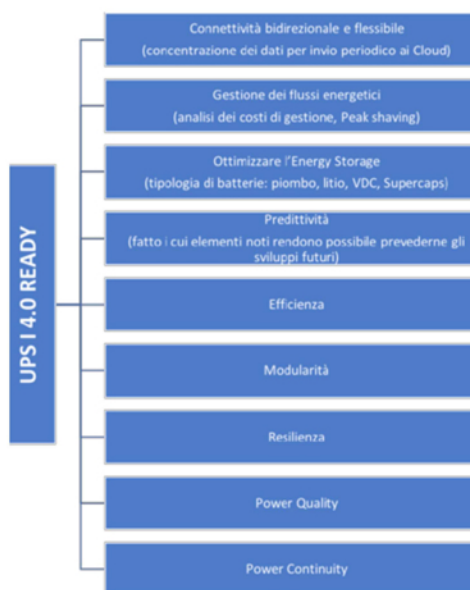 UPS I 4.0 READY
Connettività bidirezionale e flessibile
(concentrazione dei dati per invio periodico ai Cloud)
Gestione dei flussi energetici
(analisi dei costi di gestione, Peak shaving)
Ottimizzare l'Energy Storage
(tipologia di batterie: piombo, litio, VDC, Supercaps)
Predittività
(fatto i cui elementi noti rendono possibile prevederne gli
sviluppi futuri)
Efficienza
Modularità
Resilienza
Power Quality
Power Continuity